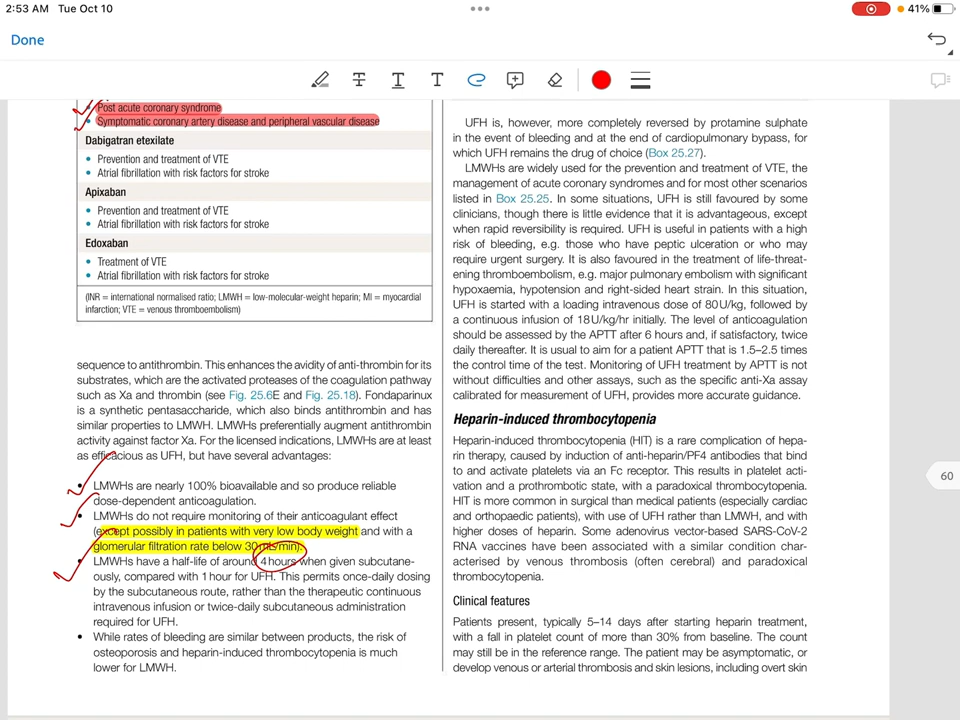 2:53 AM Tue Oct 10
41%
Done
T T T
Post acute coronary syndrome
Symptomatic coronary artery disease and peripheral vascular disease
Dabigatran etexilate
• Prevention and treatment of VTE
• Atrial fibrillation with risk factors for stroke
Apixaban
• Prevention and treatment of VTE
• Atrial fibrillation with risk factors for stroke
Edoxaban
• Treatment of VTE
• Atrial fibrillation with risk factors for stroke
(INR = international normalised ratio; LMWH = low-molecular-weight heparin; MI = myocardial
infarction; VTE = venous thromboembolism)
sequence to antithrombin. This enhances the avidity of anti-thrombin for its
substrates, which are the activated proteases of the coagulation pathway
such as Xa and thrombin (see Fig. 25.6E and Fig. 25.18). Fondaparinux
is a synthetic pentasaccharide, which also binds antithrombin and has
similar properties to LMWH. LMWHs preferentially augment antithrombin
activity against factor Xa. For the licensed indications, LMWHs are at least
as efficacious as UFH, but have several advantages:
• LMWHs are nearly 100% bioavailable and so produce reliable
dose-dependent anticoagulation.
• LMWHs do not require monitoring of their anticoagulant effect
(except possibly in patients with very low body weight and with a
glomerular filtration rate below 30 mL/min).
• LMWHs have a half-life of around 4 hours when given subcutane-
ously, compared with 1 hour for UFH. This permits once-daily dosing
by the subcutaneous route, rather than the therapeutic continuous
intravenous infusion or twice-daily subcutaneous administration
required for UFH.
• While rates of bleeding are similar between products, the risk of
osteoporosis and heparin-induced thrombocytopenia is much
lower for LMWH.
UFH is, however, more completely reversed by protamine sulphate
in the event of bleeding and at the end of cardiopulmonary bypass, for
which UFH remains the drug of choice (Box 25.27).
LMWHs are widely used for the prevention and treatment of VTE, the
management of acute coronary syndromes and for most other scenarios
listed in Box 25.25. In some situations, UFH is still favoured by some
clinicians, though there is little evidence that it is advantageous, except
when rapid reversibility is required. UFH is useful in patients with a high
risk of bleeding, e.g. those who have peptic ulceration or who may
require urgent surgery. It is also favoured in the treatment of life-threat-
ening thromboembolism, e.g. major pulmonary embolism with significant
hypoxaemia, hypotension and right-sided heart strain. In this situation,
UFH is started with a loading intravenous dose of 80 U/kg, followed by
a continuous infusion of 18 U/kg/hr initially. The level of anticoagulation
should be assessed by the APTT after 6 hours and, if satisfactory, twice
daily thereafter. It is usual to aim for a patient APTT that is 1.5–2.5 times
the control time of the test. Monitoring of UFH treatment by APTT is not
without difficulties and other assays, such as the specific anti-Xa assay
calibrated for measurement of UFH, provides more accurate guidance.
Heparin-induced thrombocytopenia
Heparin-induced thrombocytopenia (HIT) is a rare complication of hepa-
rin therapy, caused by induction of anti-heparin/PF4 antibodies that bind
to and activate platelets via an Fc receptor. This results in platelet acti-
vation and a prothrombotic state, with a paradoxical thrombocytopenia.
HIT is more common in surgical than medical patients (especially cardiac
and orthopaedic patients), with use of UFH rather than LMWH, and with
higher doses of heparin. Some adenovirus vector-based SARS-CoV-2
RNA vaccines have been associated with a similar condition char-
acterised by venous thrombosis (often cerebral) and paradoxical
thrombocytopenia.
Clinical features
Patients present, typically 5–14 days after starting heparin treatment,
with a fall in platelet count of more than 30% from baseline. The count
may still be in the reference range. The patient may be asymptomatic, or
develop venous or arterial thrombosis and skin lesions, including overt skin
60